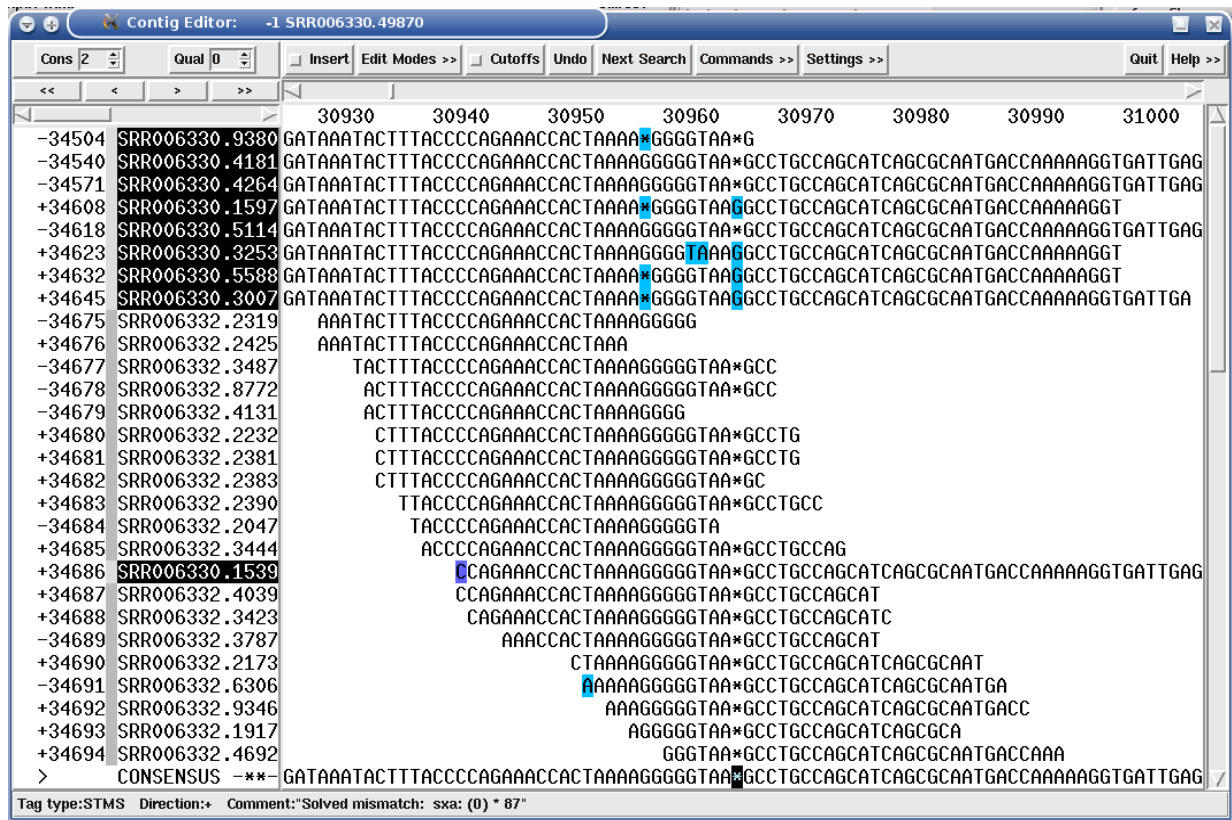 Contig Editor: -1 SRR006330.49870
Cons 2 Qual 0 Insert Edit Modes >> Cutoffs Undo Next Search Commands >> Settings >> Quit Help >>
<< < > >>
30930 30940 30950 30960 30970 30980 30990 31000
-34504 SRR006330.9380 GATAAATACTTTACCCCAGAAACCACTAAAA*GGGGTAA*G
-34540 SRR006330.4181 GATAAATACTTTACCCCAGAAACCACTAAAAGGGGGTAA*GCCTGCCAGCATCAGCGCAATGACCAAAAAGGTGATTGAG
-34571 SRR006330.4264 GATAAATACTTTACCCCAGAAACCACTAAAAGGGGGTAA*GCCTGCCAGCATCAGCGCAATGACCAAAAAGGTGATTGAG
+34608 SRR006330.1597 GATAAATACTTTACCCCAGAAACCACTAAAA*GGGGTAAGGCCTGCCAGCATCAGCGCAATGACCAAAAAGGT
-34618 SRR006330.5114 GATAAATACTTTACCCCAGAAACCACTAAAAGGGGGTAA*GCCTGCCAGCATCAGCGCAATGACCAAAAAGGTGATTGAG
+34623 SRR006330.3253 GATAAATACTTTACCCCAGAAACCACTAAAAGGGGTAAAGGCCTGCCAGCATCAGCGCAATGACCAAAAAGGT
+34632 SRR006330.5588 GATAAATACTTTACCCCAGAAACCACTAAAA*GGGGTAAGGCCTGCCAGCATCAGCGCAATGACCAAAAAGGT
+34645 SRR006330.3007 GATAAATACTTTACCCCAGAAACCACTAAAA*GGGGTAAGGCCTGCCAGCATCAGCGCAATGACCAAAAAGGTGATTGA
-34675 SRR006332.2319 AAATACTTTACCCCAGAAACCACTAAAAGGGGG
+34676 SRR006332.2425 AAATACTTTACCCCAGAAACCACTAAA
-34677 SRR006332.3487 TACTTTACCCCAGAAACCACTAAAAGGGGGTAA*GCC
-34678 SRR006332.8772 ACTTTACCCCAGAAACCACTAAAAGGGGGTAA*GCC
-34679 SRR006332.4131 ACTTTACCCCAGAAACCACTAAAAGGGG
+34680 SRR006332.2232 CTTTACCCCAGAAACCACTAAAAGGGGGTAA*GCCTG
+34681 SRR006332.2381 CTTTACCCCAGAAACCACTAAAAGGGGGTAA*GCCTG
+34682 SRR006332.2383 CTTTACCCCAGAAACCACTAAAAGGGGGTAA*GC
+34683 SRR006332.2390 TTACCCCAGAAACCACTAAAAGGGGGTAA*GCCTGCC
-34684 SRR006332.2047 TACCCCAGAAACCACTAAAAGGGGGTA
+34685 SRR006332.3444 ACCCCAGAAACCACTAAAAGGGGGTAA*GCCTGCCAG
+34686 SRR006330.1539 CCAGAAACCACTAAAAGGGGGTAA*GCCTGCCAGCATCAGCGCAATGACCAAAAAGGTGATTGAG
+34687 SRR006332.4039 CCAGAAACCACTAAAAGGGGGTAA*GCCTGCCAGCAT
+34688 SRR006332.3423 CAGAAACCACTAAAAGGGGGTAA*GCCTGCCAGCATC
-34689 SRR006332.3787 AAACCACTAAAAGGGGGTAA*GCCTGCCAGCAT
+34690 SRR006332.2173 CTAAAAGGGGGTAA*GCCTGCCAGCATCAGCGCAAT
-34691 SRR006332.6306 AAAAAGGGGGTAA*GCCTGCCAGCATCAGCGCAATGA
+34692 SRR006332.9346 AAAGGGGGTAA*GCCTGCCAGCATCAGCGCAATGACC
+34693 SRR006332.1917 AGGGGGTAA*GCCTGCCAGCATCAGCGCA
+34694 SRR006332.4692 GGGTAA*GCCTGCCAGCATCAGCGCAATGACCAAA
> CONSENSUS -**- GATAAATACTTTACCCCAGAAACCACTAAAAGGGGGTAA*GCCTGCCAGCATCAGCGCAATGACCAAAAAGGTGATTGAG
Tag type:STMS Direction:+ Comment:"Solved mismatch: sxa: (0) * 87"